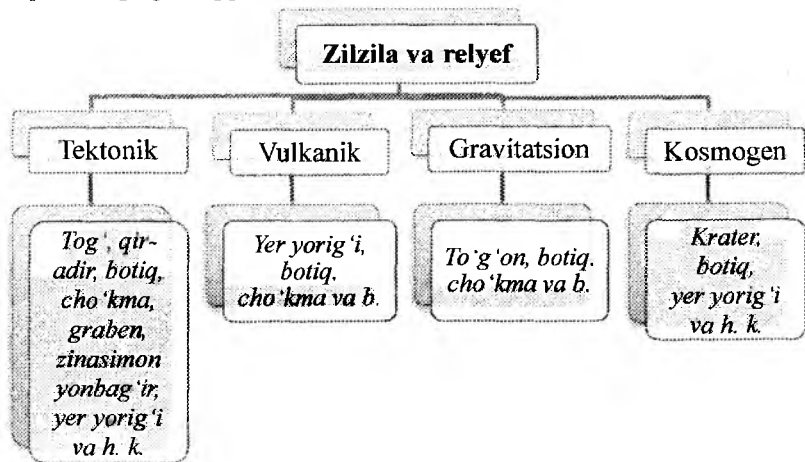 Zilzila va relyef
Tektonik
Vulkanik
Gravitatsion
Kosmogen
Tog‘, qir-
adir, botiq,
cho‘kma,
graben,
zinasimon
yonbag‘ir,
yer yorig‘i
va h. k.
Yer yorig‘i,
botiq.
cho‘kma va b.
To‘g‘on, botiq.
cho‘kma va b.
Krater,
botiq,
yer yorig‘i
va h. k.